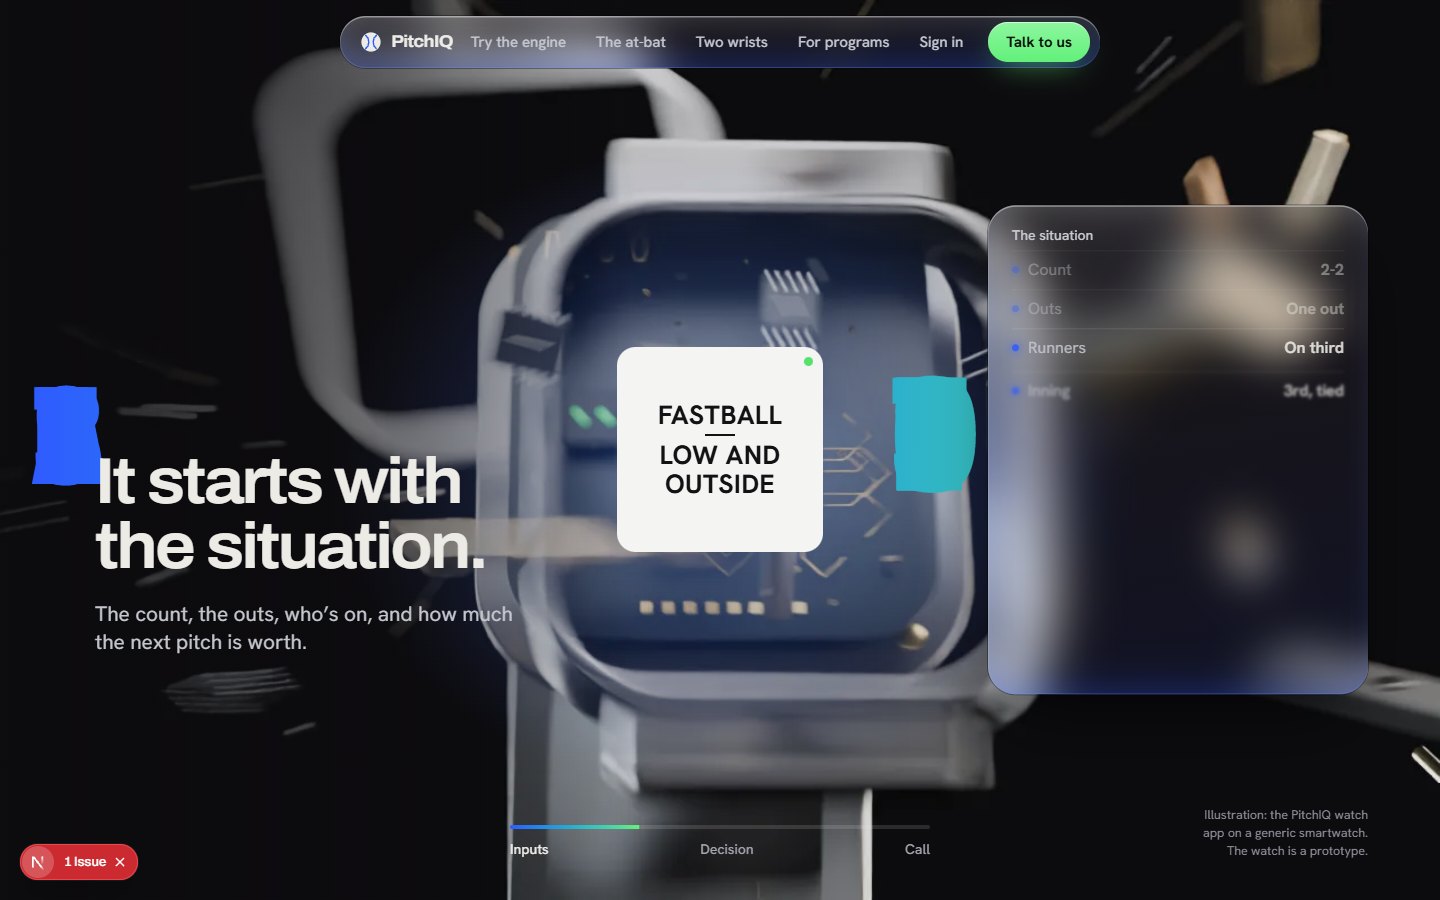 PitchIQ Try the engine The at-bat Two wrists For programs Sign in Talk to us
The situation
Count 2-2
Outs One out
Runners On third
Inning 3rd, tied
FASTBALL
LOW AND
OUTSIDE
It starts with
the situation.
The count, the outs, who’s on, and how much
the next pitch is worth.
Inputs Decision Call
Illustration: the PitchIQ watch
app on a generic smartwatch.
The watch is a prototype.
N 1 Issue